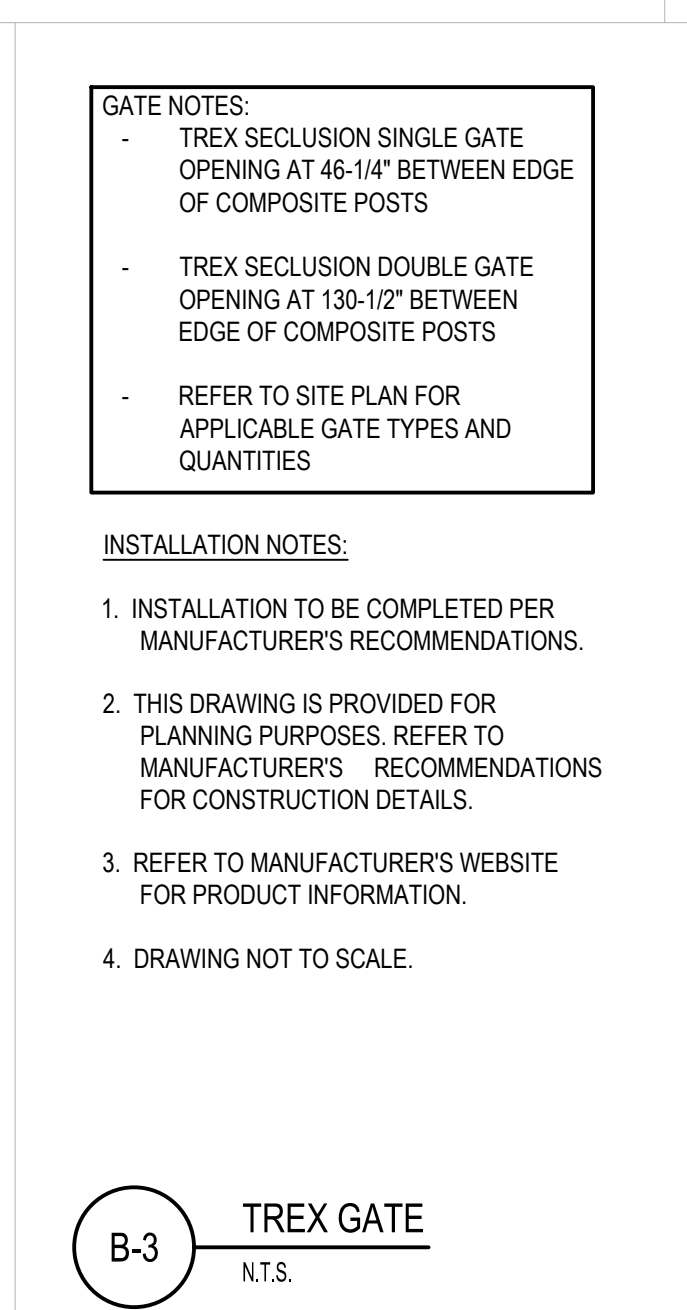 GATE NOTES:
- TREX SECLUSION SINGLE GATE
OPENING AT 46-1/4" BETWEEN EDGE
OF COMPOSITE POSTS
- TREX SECLUSION DOUBLE GATE
OPENING AT 130-1/2" BETWEEN
EDGE OF COMPOSITE POSTS
- REFER TO SITE PLAN FOR
APPLICABLE GATE TYPES AND
QUANTITIES
INSTALLATION NOTES:
1. INSTALLATION TO BE COMPLETED PER
MANUFACTURER'S RECOMMENDATIONS.
2. THIS DRAWING IS PROVIDED FOR
PLANNING PURPOSES. REFER TO
MANUFACTURER'S RECOMMENDATIONS
FOR CONSTRUCTION DETAILS.
3. REFER TO MANUFACTURER'S WEBSITE
FOR PRODUCT INFORMATION.
4. DRAWING NOT TO SCALE.
B-3
TREX GATE
N.T.S.